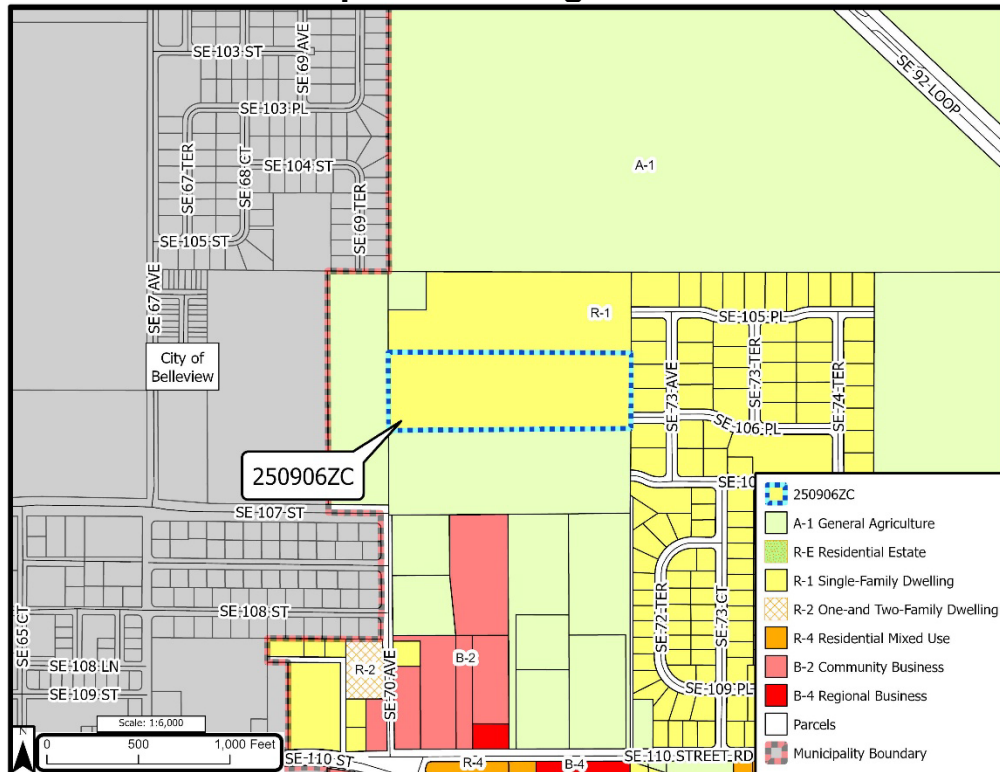 SE 103 ST
SE 69 AVE
SE 92 LOOP
SE 103 PL
SE 67 TER
SE 68 CT
SE 104 ST
A-1
SE 105 ST
SE 69 TER
SE 67 AVE
R-1
SE 105 PL
City of
Belleview
SE 73 AVE
SE 73 TER
SE 74 TER
SE 106 PL
250906ZC
SE 107 ST
SE 10
SE 108 ST
SE 72 TER
SE 73 CT
SE 65 CT
SE 108 LN
R-2
B-2
SE 109 ST
SE 70 AVE
SE 109 PL
Scale: 1:6,000
N
0 500 1,000 Feet
SE 110 ST
R-4
B-4
SE 110 STREET RD
250906ZC
A-1 General Agriculture
R-E Residential Estate
R-1 Single-Family Dwelling
R-2 One-and Two-Family Dwelling
R-4 Residential Mixed Use
B-2 Community Business
B-4 Regional Business
Parcels
Municipality Boundary